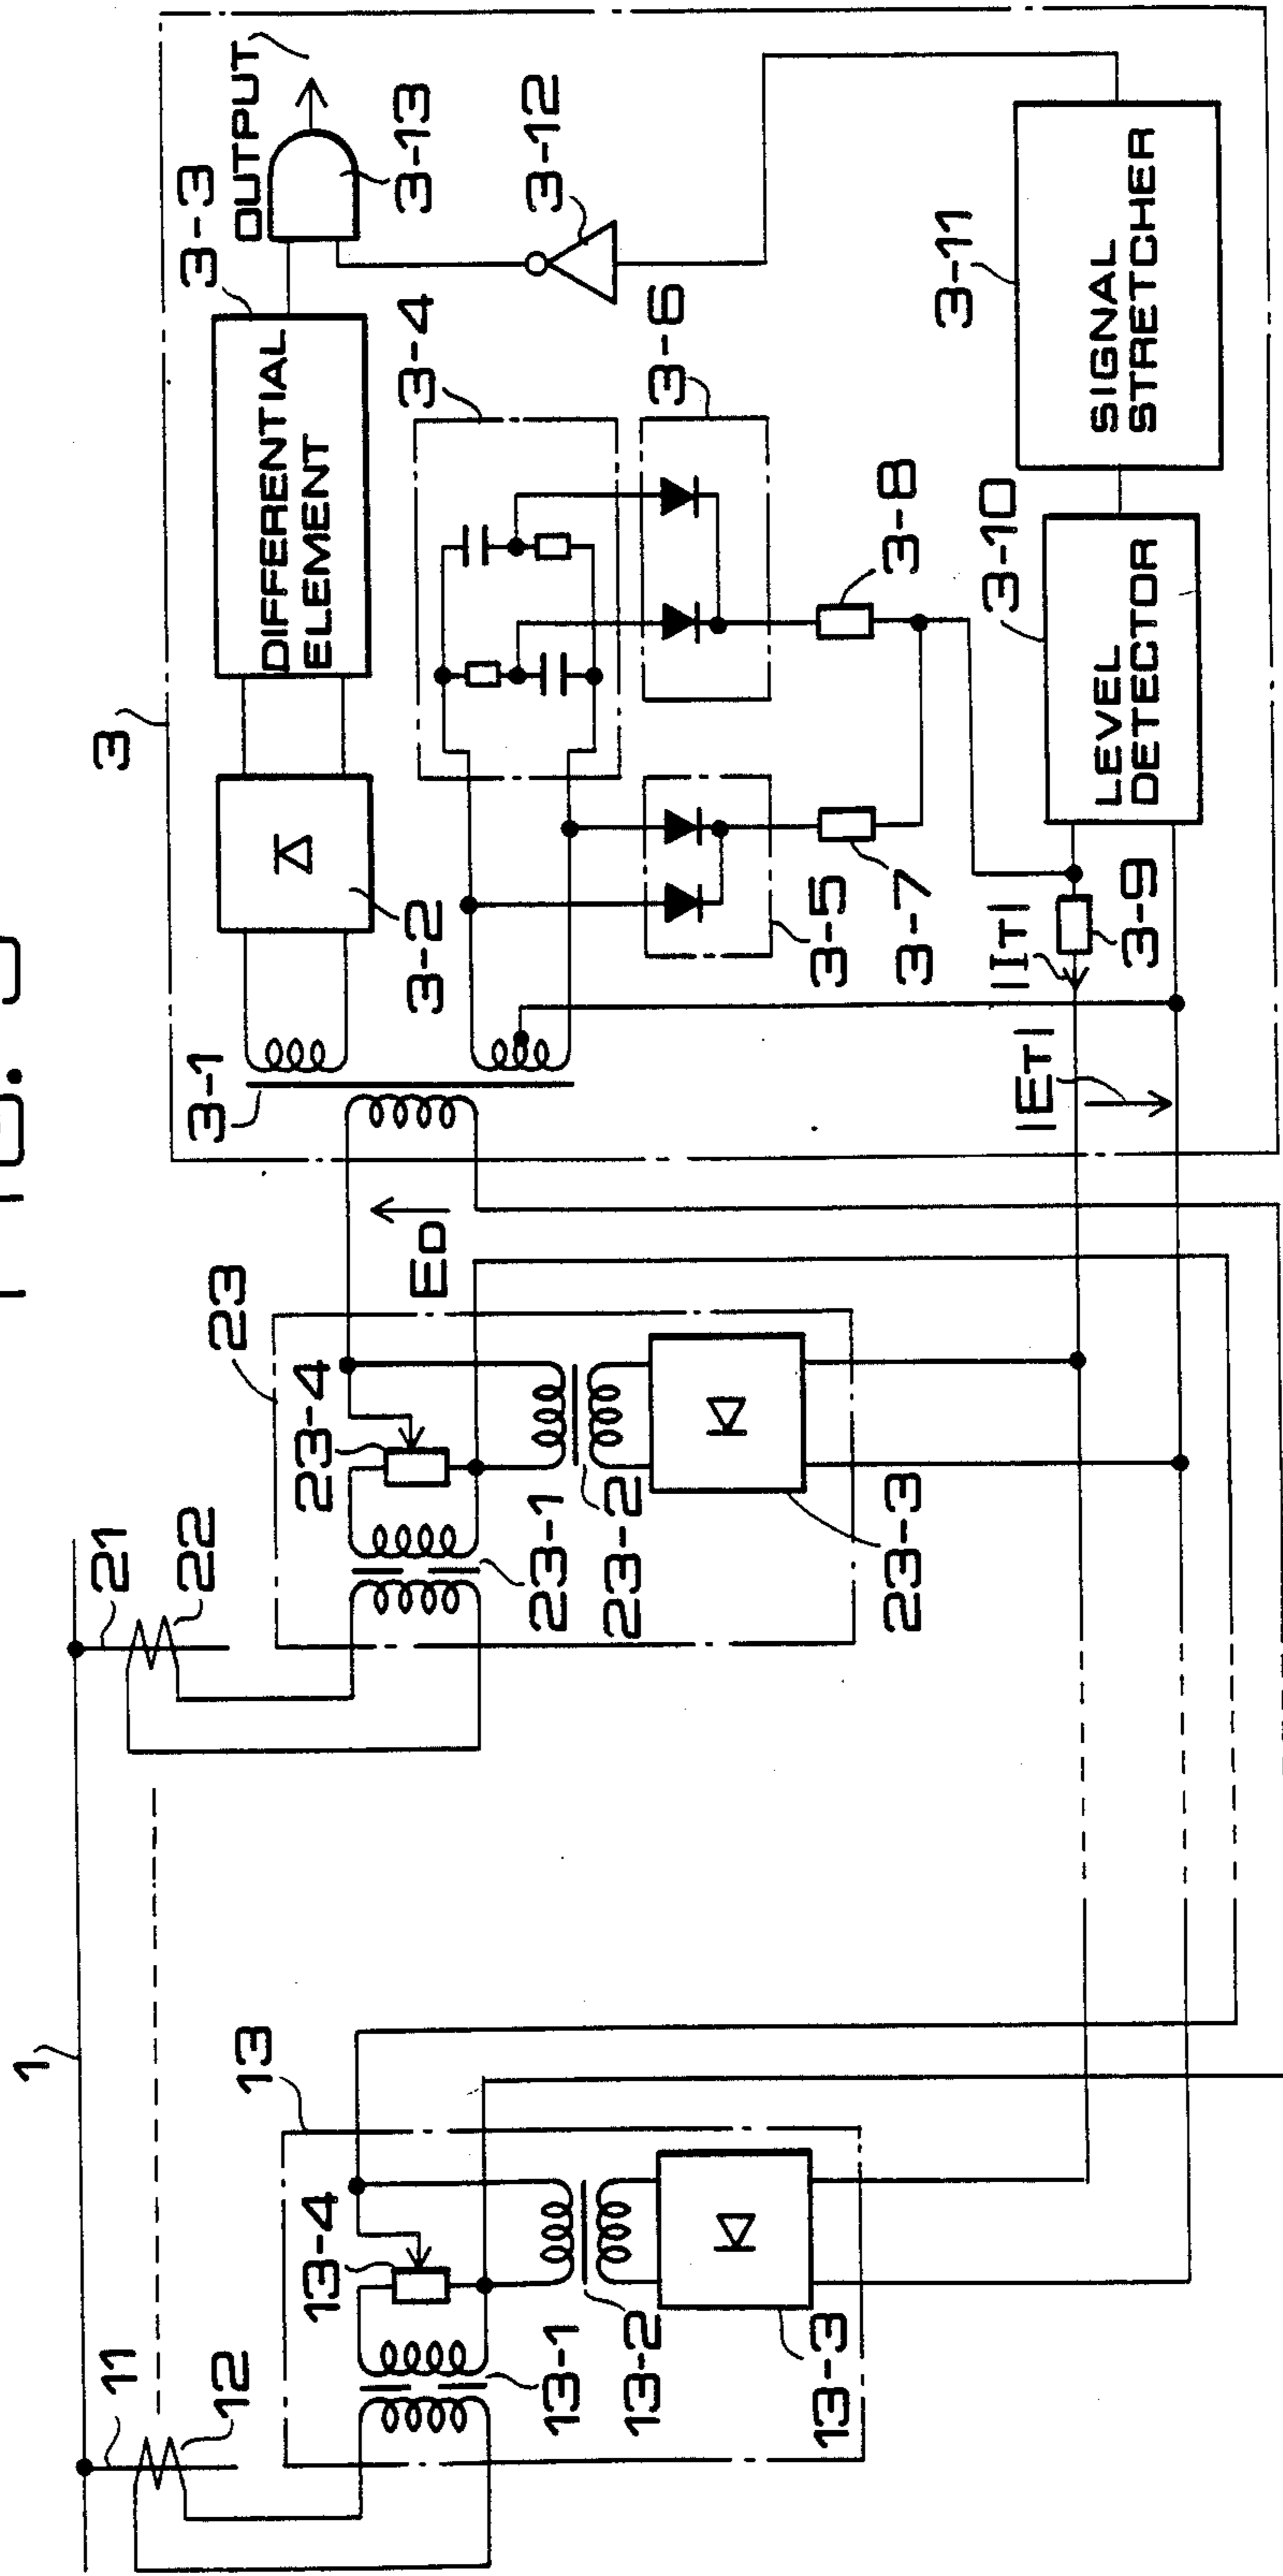 1
11
12
21
22
13
13-4
13-1
13-2
13-3
23
23-4
23-1
23-2
23-3
ED
|ET|
|IT|
3
3-1
3-2
DIFFERENTIAL
ELEMENT
3-3
OUTPUT
3-13
3-12
3-4
3-5
3-6
3-7
3-8
3-9
3-10
LEVEL
DETECTOR
3-11
SIGNAL
STRETCHER